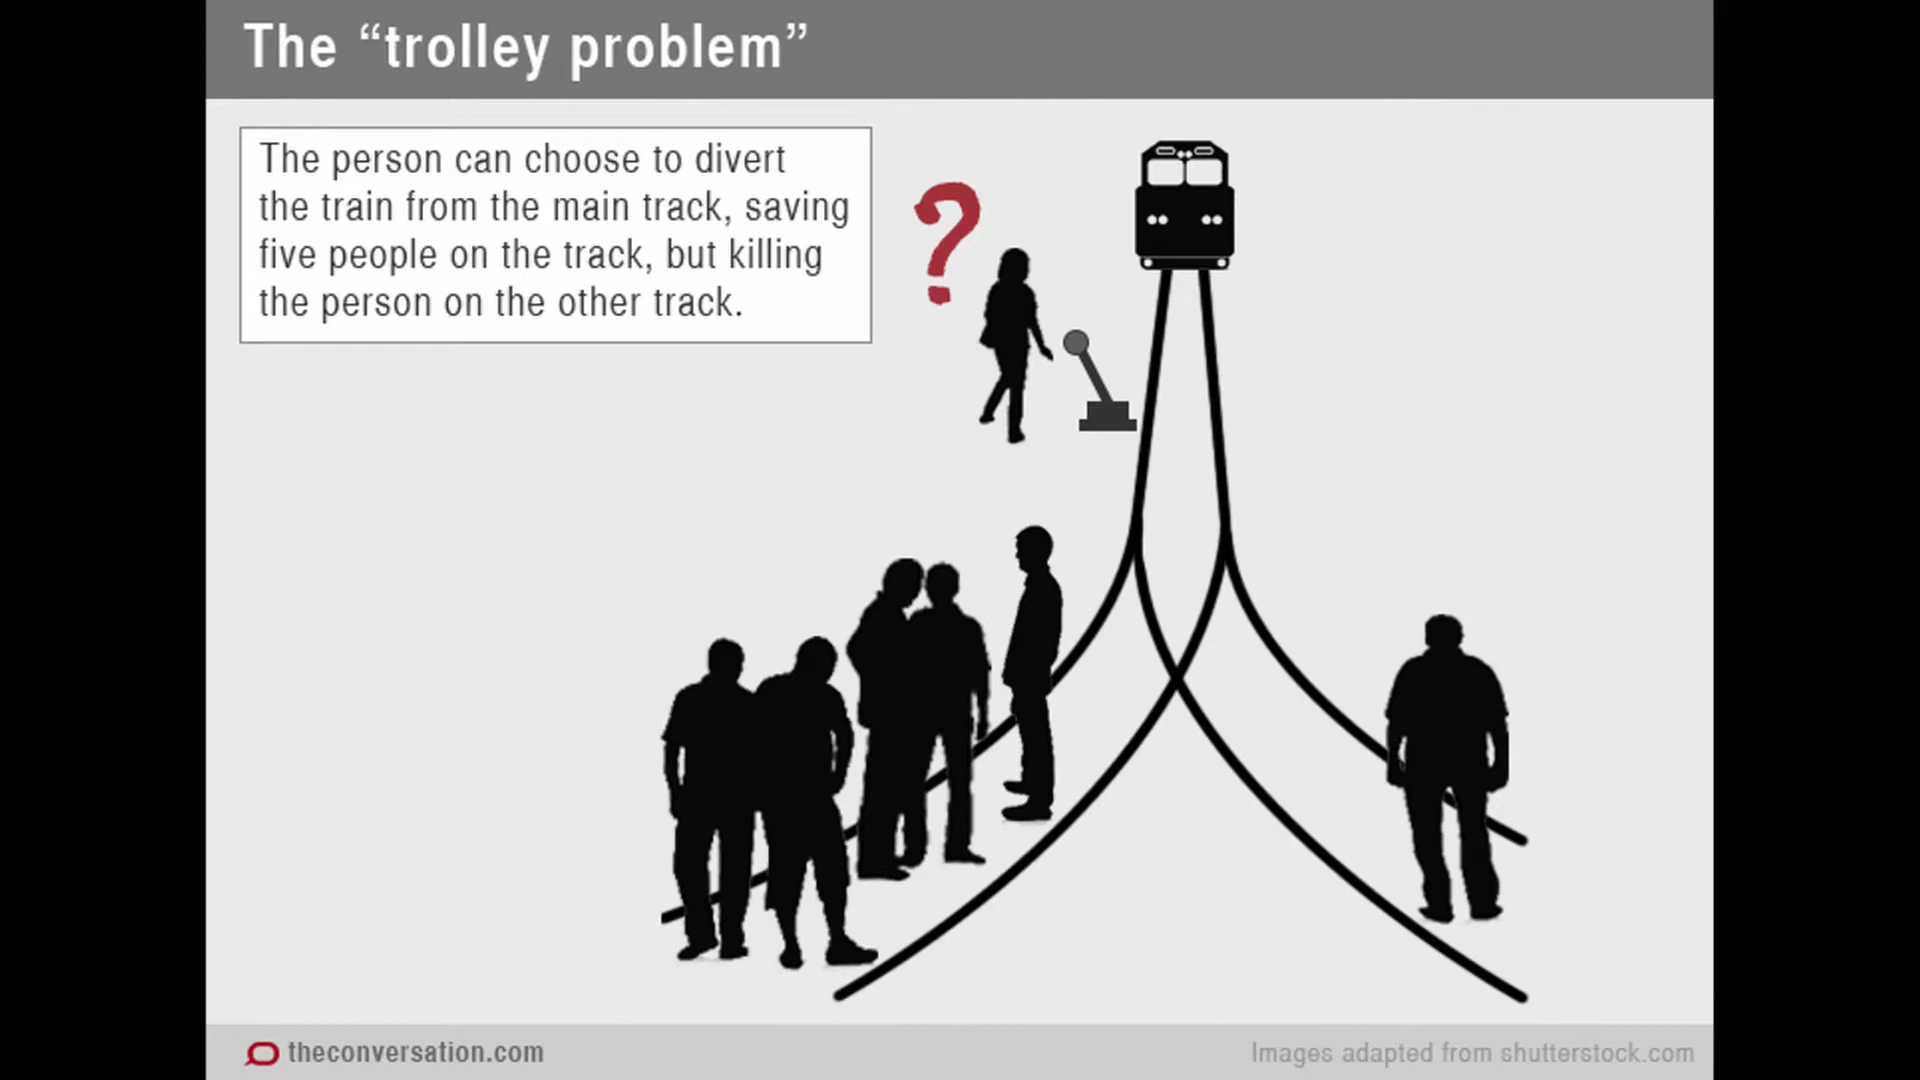 The “trolley problem”
The person can choose to divert
the train from the main track, saving
five people on the track, but killing
the person on the other track.
?
theconversation.com
Images adapted from shutterstock.com